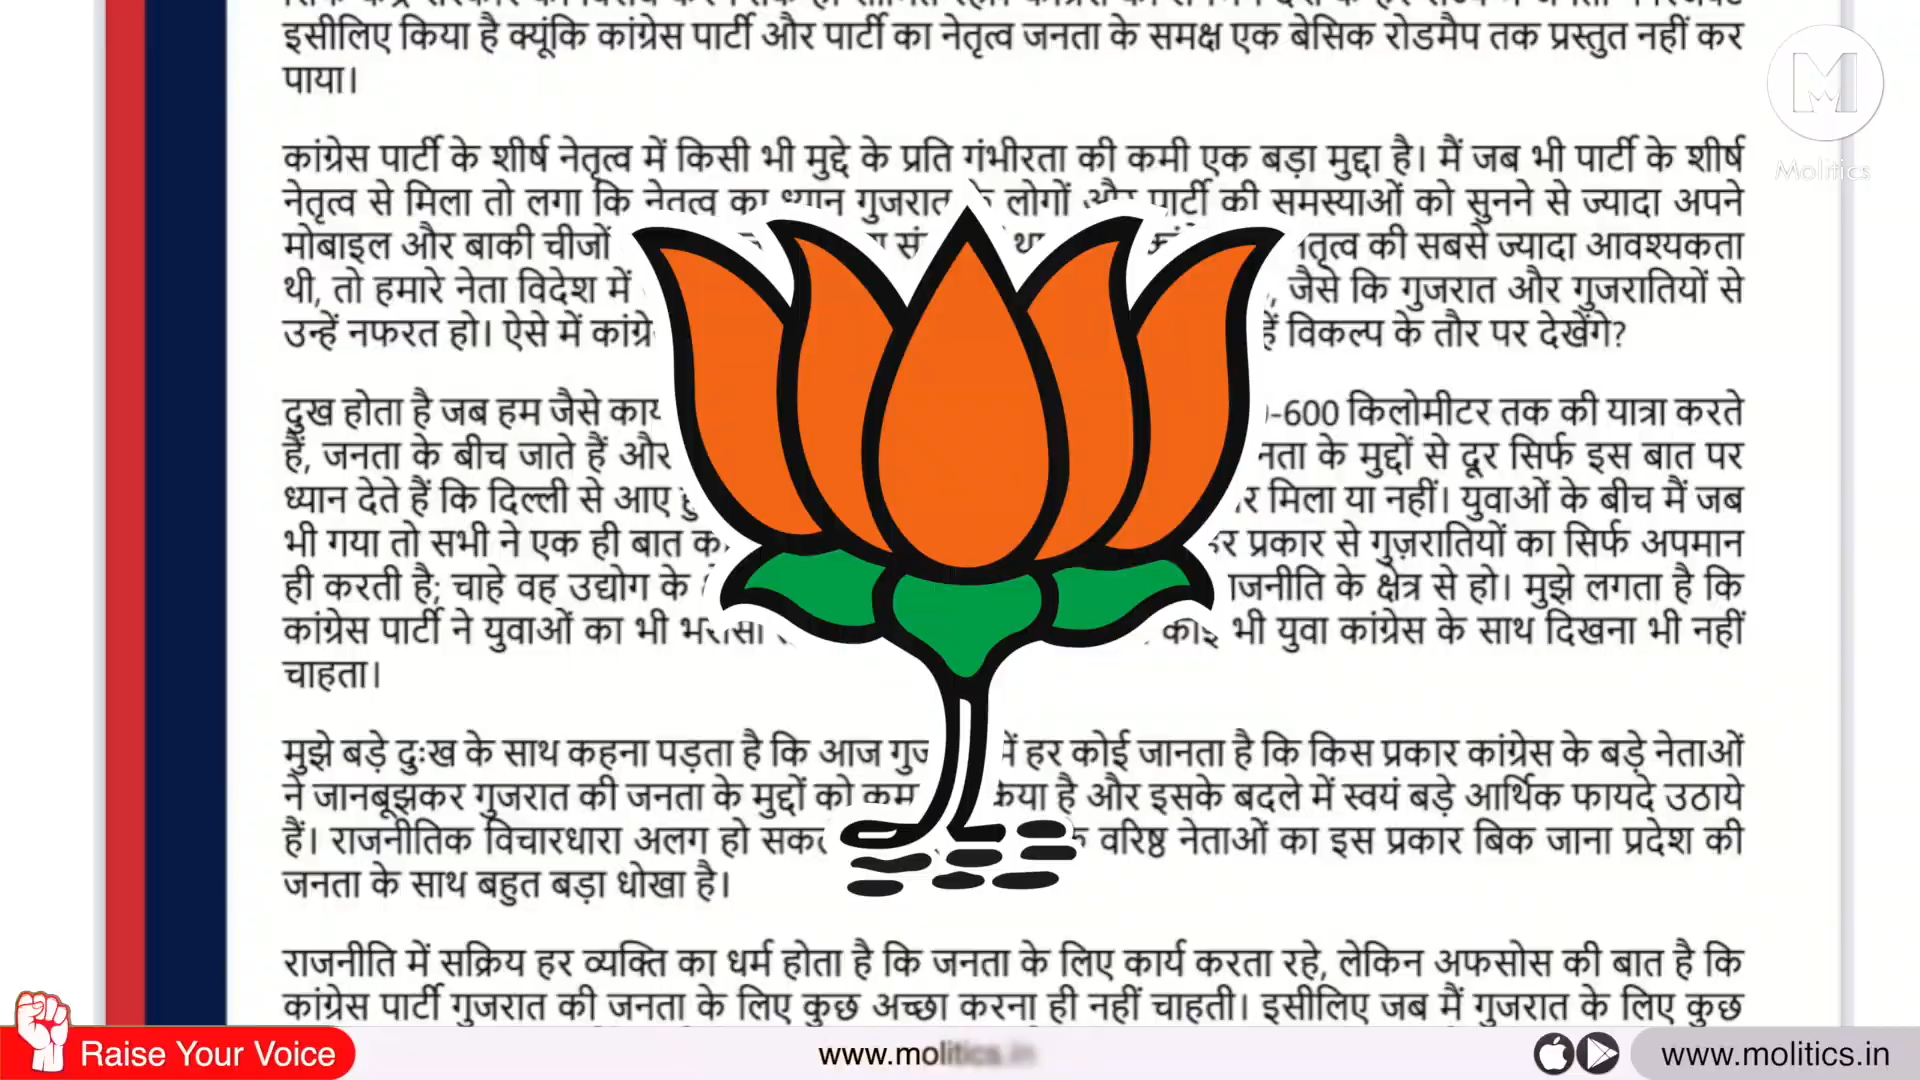 इसीलिए किया है क्यूंकि कांग्रेस पार्टी और पार्टी का नेतृत्व जनता के समक्ष एक बेसिक रोडमैप तक प्रस्तुत नहीं कर
पाया।
कांग्रेस पार्टी के शीर्ष नेतृत्व में किसी भी मुद्दे के प्रति गंभीरता की कमी एक बड़ा मुद्दा है। मैं जब भी पार्टी के शीर्ष
नेतृत्व से मिला तो लगा कि नेतृत्व का ध्यान गुजरात के लोगों और पार्टी की समस्याओं को सुनने से ज्यादा अपने
मोबाइल और बाकी चीजों की सबसे ज्यादा आवश्यकता
थी, तो हमारे नेता विदेश में जैसे कि गुजरात और गुजरातियों से
उन्हें नफरत हो। ऐसे में विकल्प के तौर पर देखेंगे?
दुख होता है जब हम जैसे -600 किलोमीटर तक की यात्रा करते
हैं, जनता के बीच जाते हैं और के मुद्दों से दूर सिर्फ इस बात पर
ध्यान देते हैं कि दिल्ली से आए मिला या नहीं। युवाओं के बीच मैं जब
भी गया तो सभी ने एक ही बात प्रकार से गुज़रातियों का सिर्फ अपमान
ही करती है; चाहे वह उद्योग के राजनीति के क्षेत्र से हो। मुझे लगता है कि
कांग्रेस पार्टी ने युवाओं का भी भरोसा कोई भी युवा कांग्रेस के साथ दिखना भी नहीं
चाहता।
मुझे बड़े दुःख के साथ कहना पड़ता है कि आज में हर कोई जानता है कि किस प्रकार कांग्रेस के बड़े नेताओं
ने जानबूझकर गुजरात की जनता के मुद्दों को किया है और इसके बदले में स्वयं बड़े आर्थिक फायदे उठाये
हैं। राजनीतिक विचारधारा अलग हो वरिष्ठ नेताओं का इस प्रकार बिक जाना प्रदेश की
जनता के साथ बहुत बड़ा धोखा है।
राजनीति में सक्रिय हर व्यक्ति का धर्म होता है कि जनता के लिए कार्य करता रहे, लेकिन अफसोस की बात है कि
कांग्रेस पार्टी गुजरात की जनता के लिए कुछ अच्छा करना ही नहीं चाहती। इसीलिए जब मैं गुजरात के लिए कुछ
Molitics
Raise Your Voice
www.molitics.in
www.molitics.in